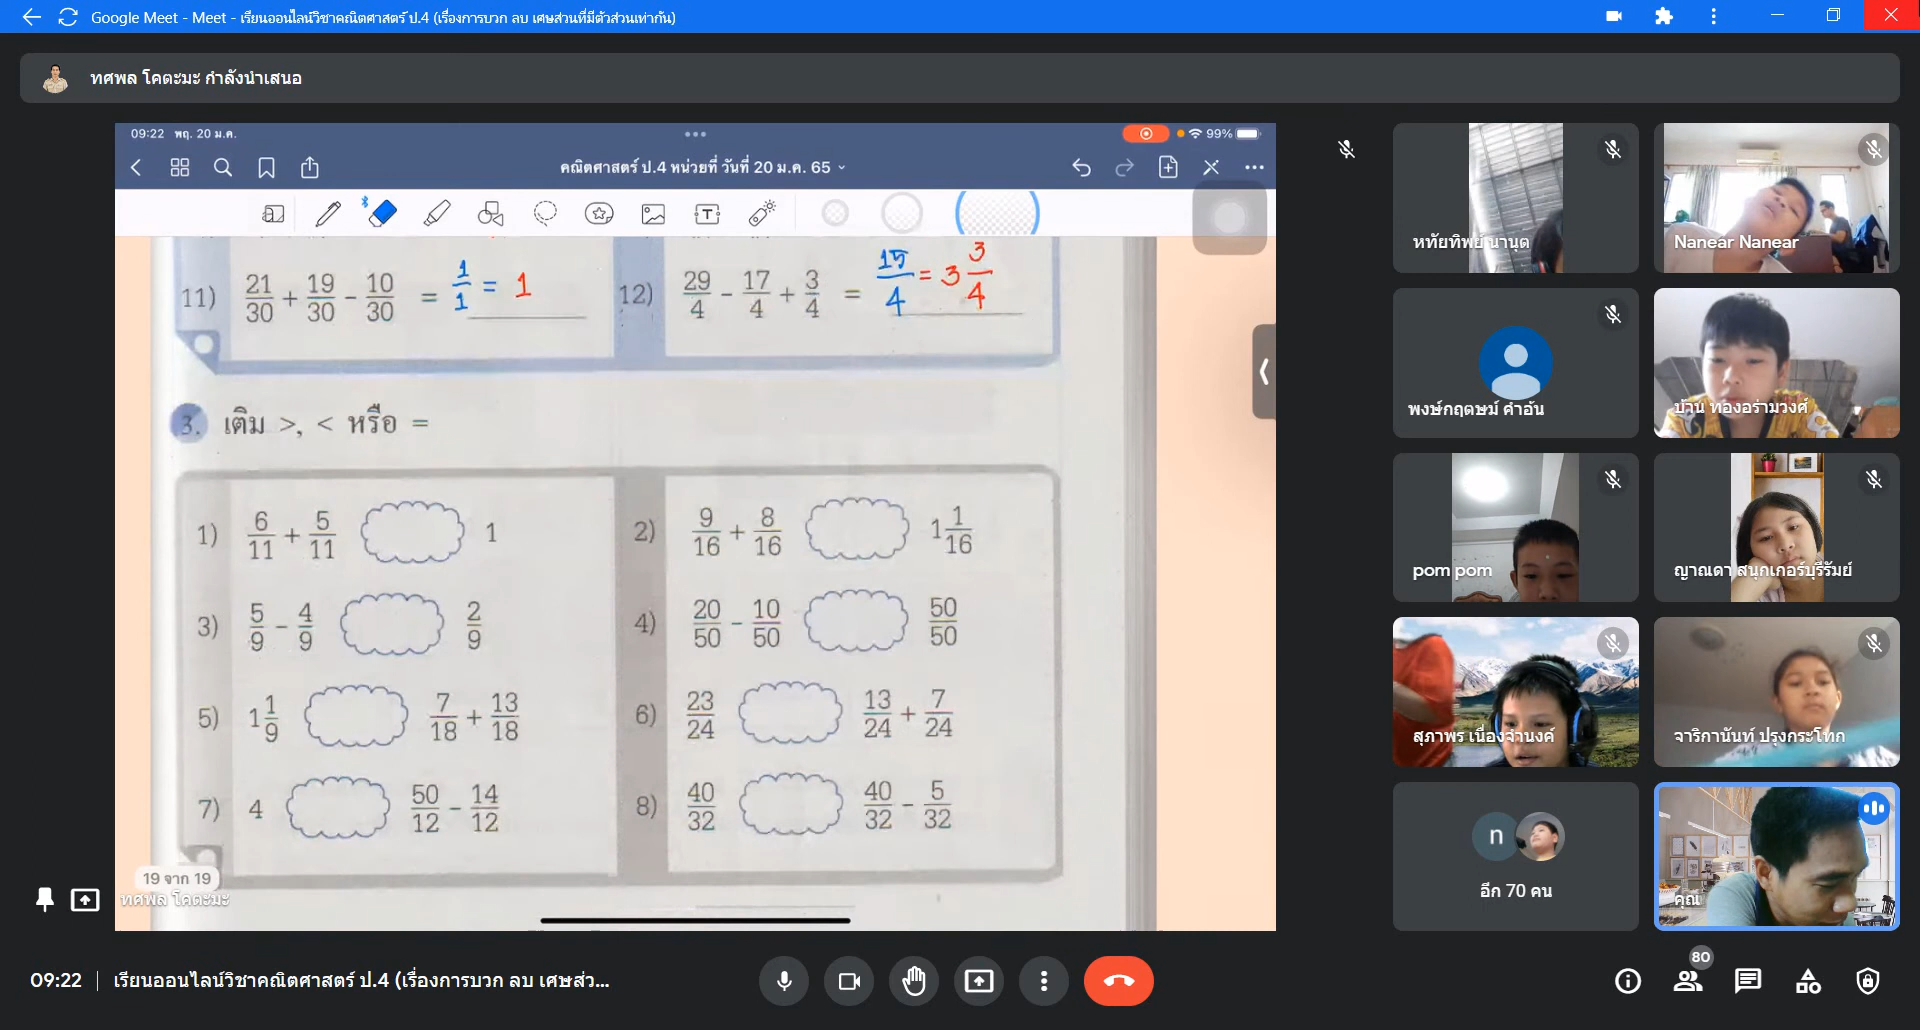 Google Meet - Meet - เรียนออนไลน์วิชาคณิตศาสตร์ ป.4 (เรื่องการบวก ลบ เศษส่วนที่มีตัวส่วนเท่ากัน)
ทศพล โคตะมะ กำลังนำเสนอ
09:22 พฤ. 20 ม.ค.
99%
คณิตศาสตร์ ป.4 หน่วยที่ วันที่ 20 ม.ค. 65
11) 21/30 + 19/30 - 10/30 = 1/1 = 1
12) 29/4 - 17/4 + 3/4 = 15/4 = 3 3/4
3. เติม >, < หรือ =
1) 6/11 + 5/11 1
2) 9/16 + 8/16 1 1/16
3) 5/9 - 4/9 2/9
4) 20/50 - 10/50 50/50
5) 1 1/9 7/18 + 13/18
6) 23/24 13/24 + 7/24
7) 4 50/12 - 14/12
8) 40/32 40/32 - 5/32
19 จาก 19
ทศพล โคตะมะ
หทัยทิพย์ นานุต
Nanear Nanear
พงษ์กฤตษม์ คำอ้น
บ้าน ทองอร่ามวงศ์
pom pom
ญาณดา สนุกเกอร์บุรีรัมย์
สุภาพร เนื่องจำนงค์
จาริกานันท์ ปรุงกระโทก
n
อีก 70 คน
คุณ
09:22 | เรียนออนไลน์วิชาคณิตศาสตร์ ป.4 (เรื่องการบวก ลบ เศษส่ว...
80